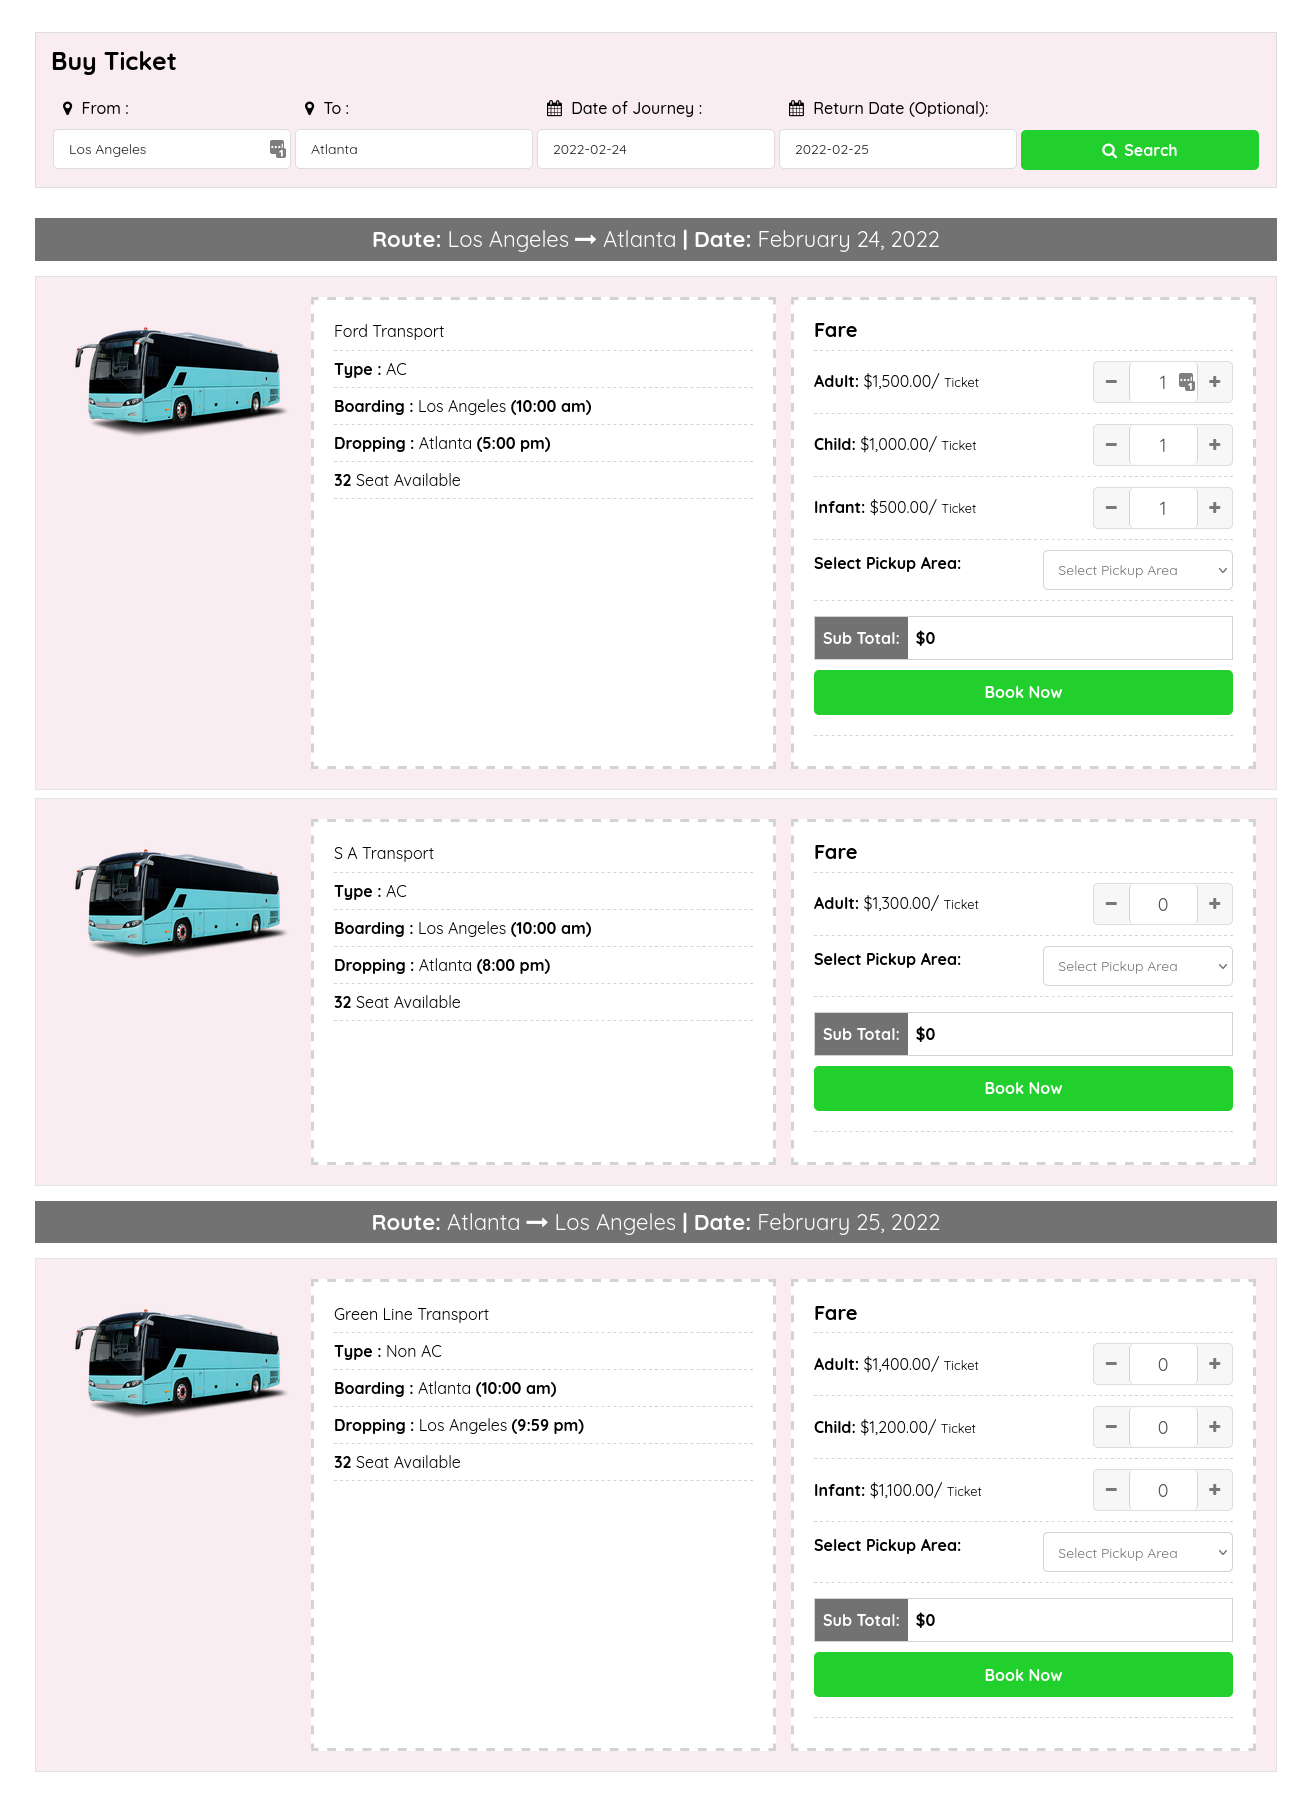 Buy Ticket
From : To : Date of Journey : Return Date (Optional):
Los Angeles Atlanta 2022-02-24 2022-02-25 Search
Route: Los Angeles → Atlanta | Date: February 24, 2022
Ford Transport
Type : AC
Boarding : Los Angeles (10:00 am)
Dropping : Atlanta (5:00 pm)
32 Seat Available
Fare
Adult: $1,500.00/ Ticket − 1 +
Child: $1,000.00/ Ticket − 1 +
Infant: $500.00/ Ticket − 1 +
Select Pickup Area: Select Pickup Area
Sub Total: $0
Book Now
S A Transport
Type : AC
Boarding : Los Angeles (10:00 am)
Dropping : Atlanta (8:00 pm)
32 Seat Available
Fare
Adult: $1,300.00/ Ticket − 0 +
Select Pickup Area: Select Pickup Area
Sub Total: $0
Book Now
Route: Atlanta → Los Angeles | Date: February 25, 2022
Green Line Transport
Type : Non AC
Boarding : Atlanta (10:00 am)
Dropping : Los Angeles (9:59 pm)
32 Seat Available
Fare
Adult: $1,400.00/ Ticket − 0 +
Child: $1,200.00/ Ticket − 0 +
Infant: $1,100.00/ Ticket − 0 +
Select Pickup Area: Select Pickup Area
Sub Total: $0
Book Now